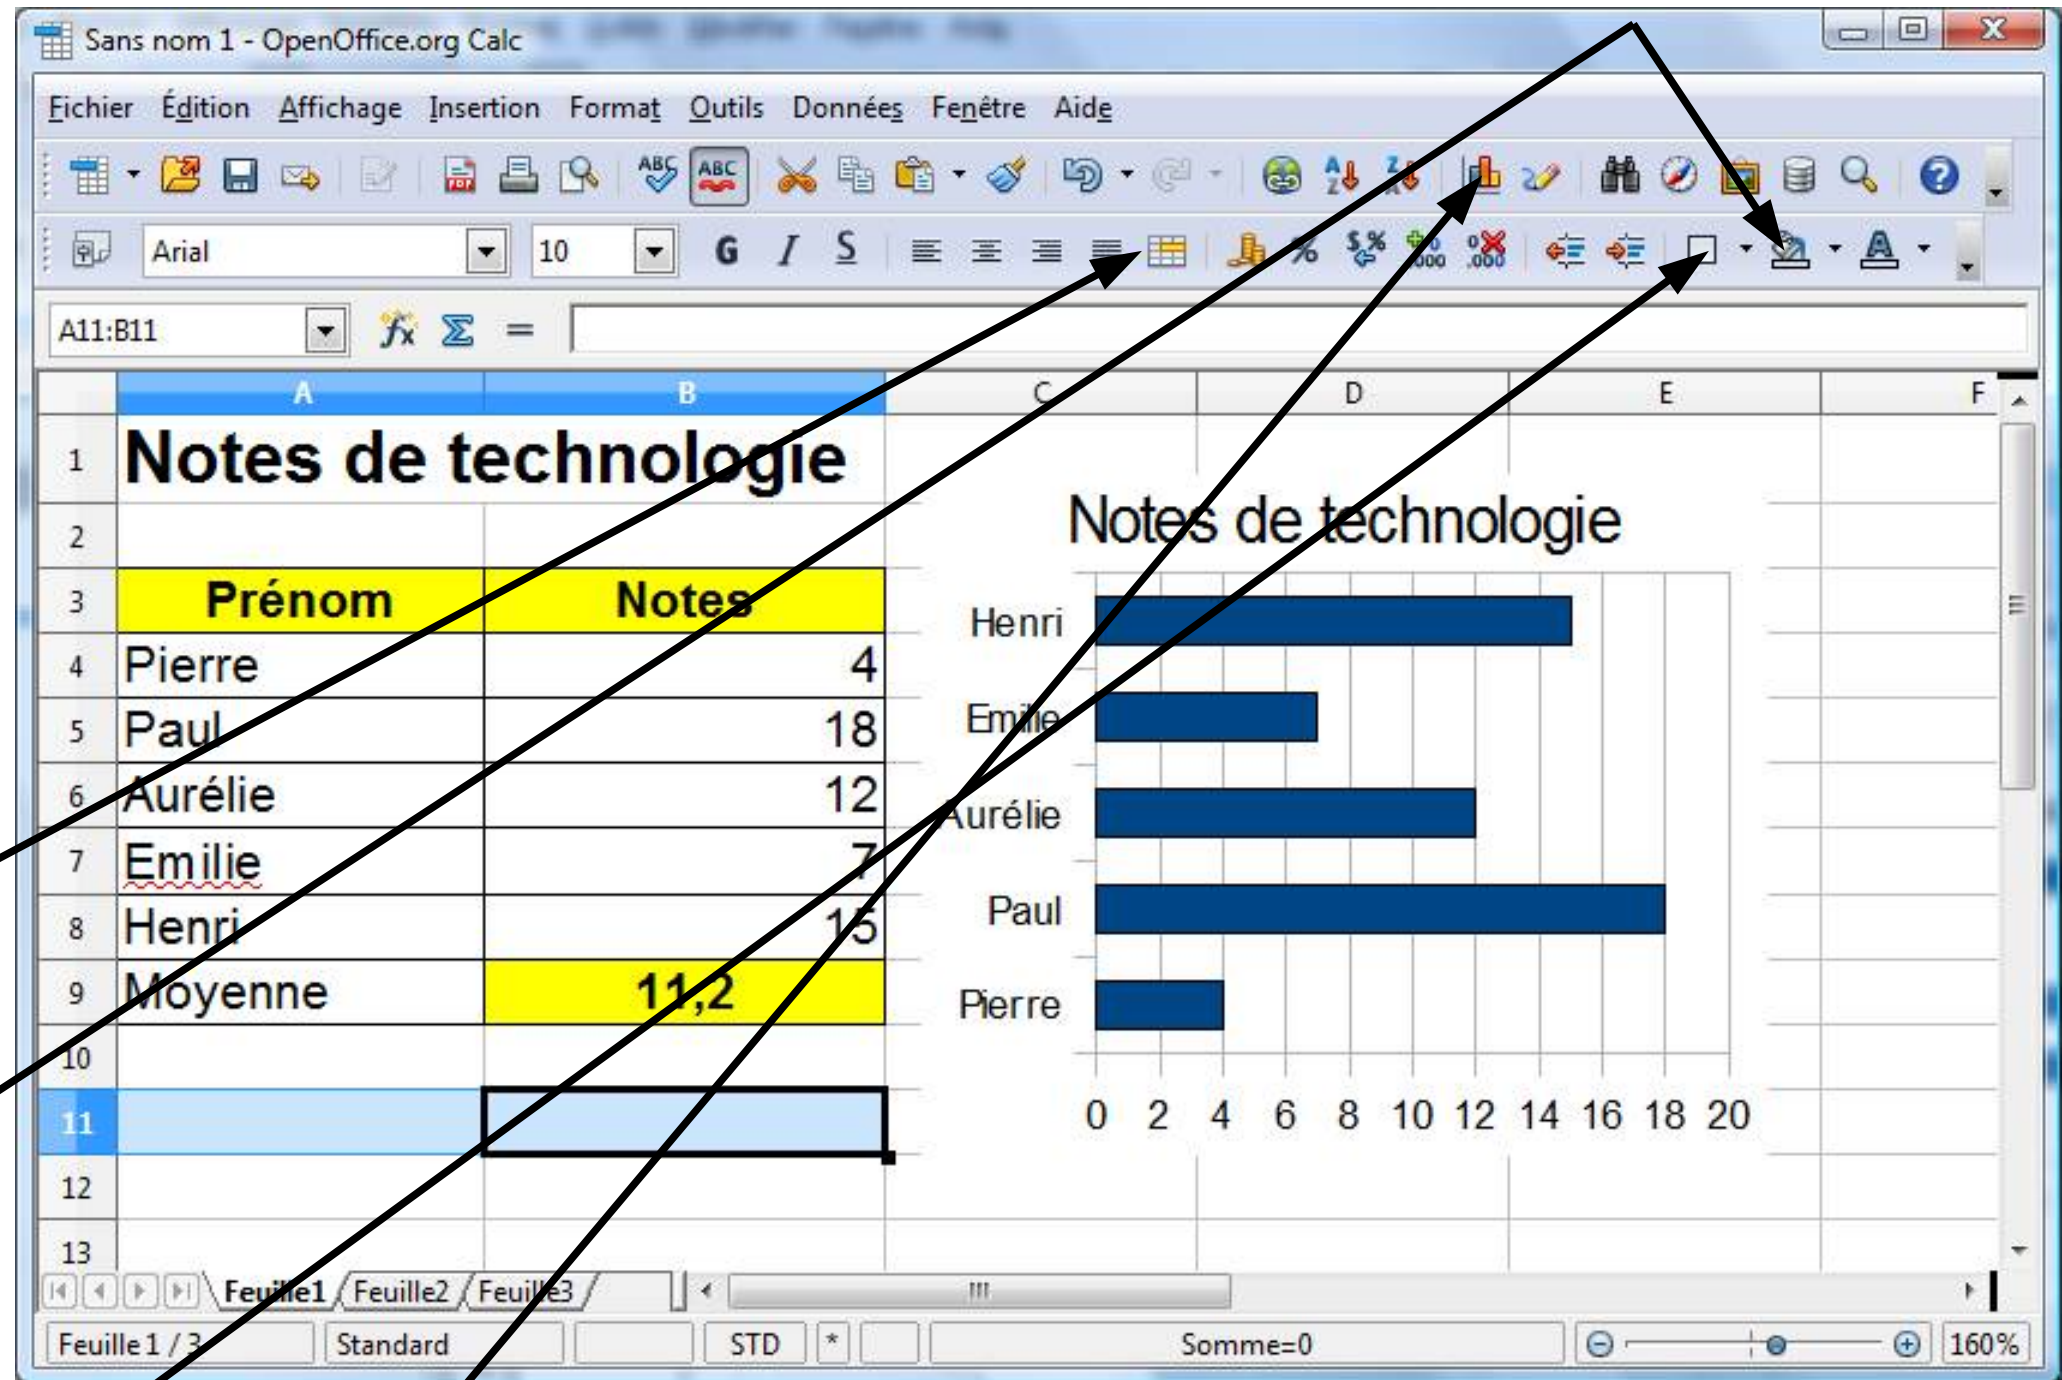 Sans nom 1 - OpenOffice.org Calc
Fichier Édition Affichage Insertion Format Outils Données Fenêtre Aide
Arial 10 G I S
A11:B11
A B C D E F
1 Notes de technologie
2
3 Prénom Notes
4 Pierre 4
5 Paul 18
6 Aurélie 12
7 Emilie 7
8 Henri 15
9 Moyenne 11,2
10
11
12
13
Notes de technologie
Henri
Emilie
Aurélie
Paul
Pierre
0 2 4 6 8 10 12 14 16 18 20
Feuille1 Feuille2 Feuille3
Feuille 1 / 3 Standard STD * Somme=0 160%